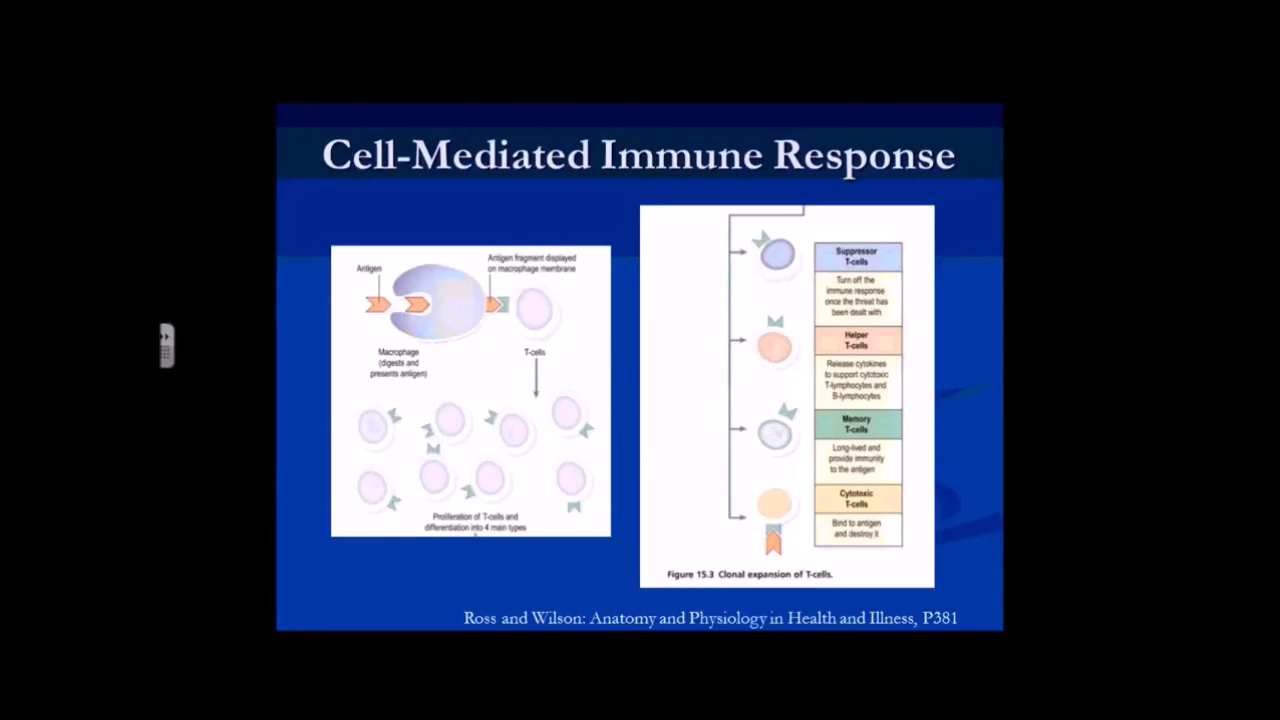 Cell-Mediated Immune Response
Antigen
Antigen fragment displayed
on macrophage membrane
Macrophage
(digests and
presents antigen)
T-cells
Proliferation of T-cells and
differentiation into 4 main types
Suppressor
T-cells
Turn off the
immune response
once the threat has
been dealt with
Helper
T-cells
Release cytokines
to support cytotoxic
T-lymphocytes and
B-lymphocytes
Memory
T-cells
Long-lived and
provide immunity
to the antigen
Cytotoxic
T-cells
Bind to antigen
and destroy it
Figure 15.3 Clonal expansion of T-cells.
Ross and Wilson: Anatomy and Physiology in Health and Illness, P381